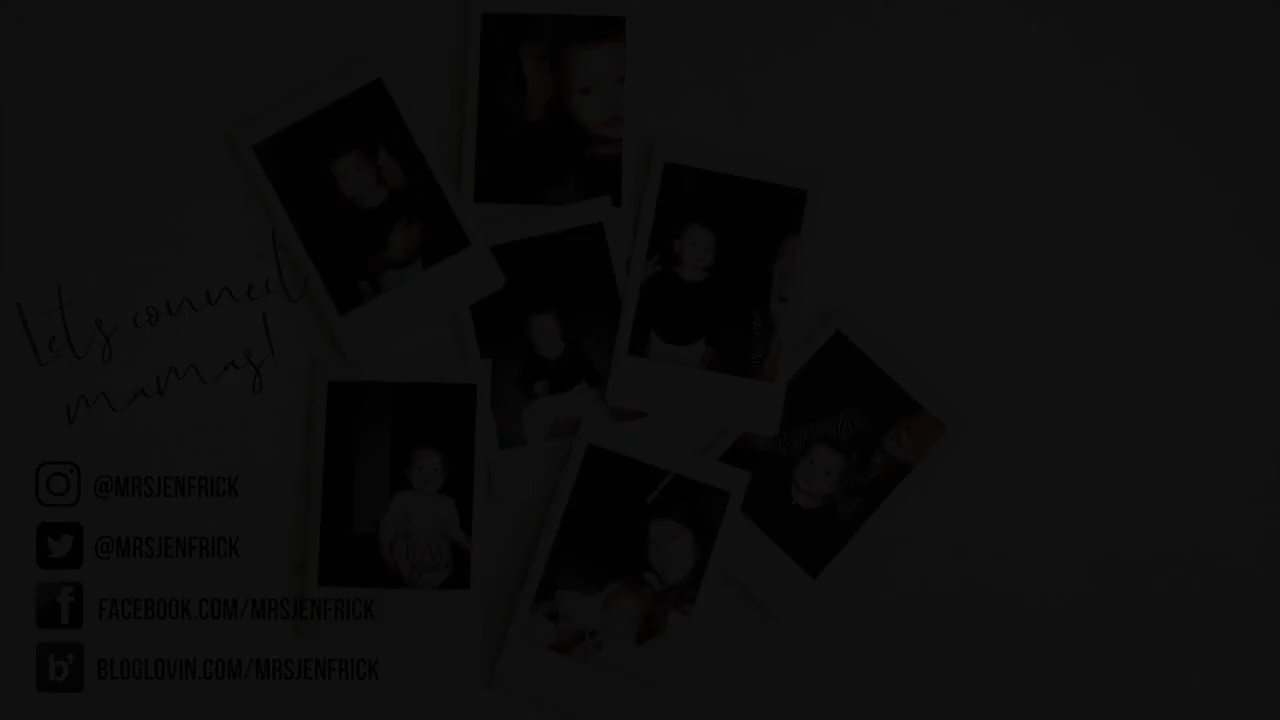 let's connect
mamas!
@MRSJENFRICK
@MRSJENFRICK
FACEBOOK.COM/MRSJENFRICK
BLOGLOVIN.COM/MRSJENFRICK